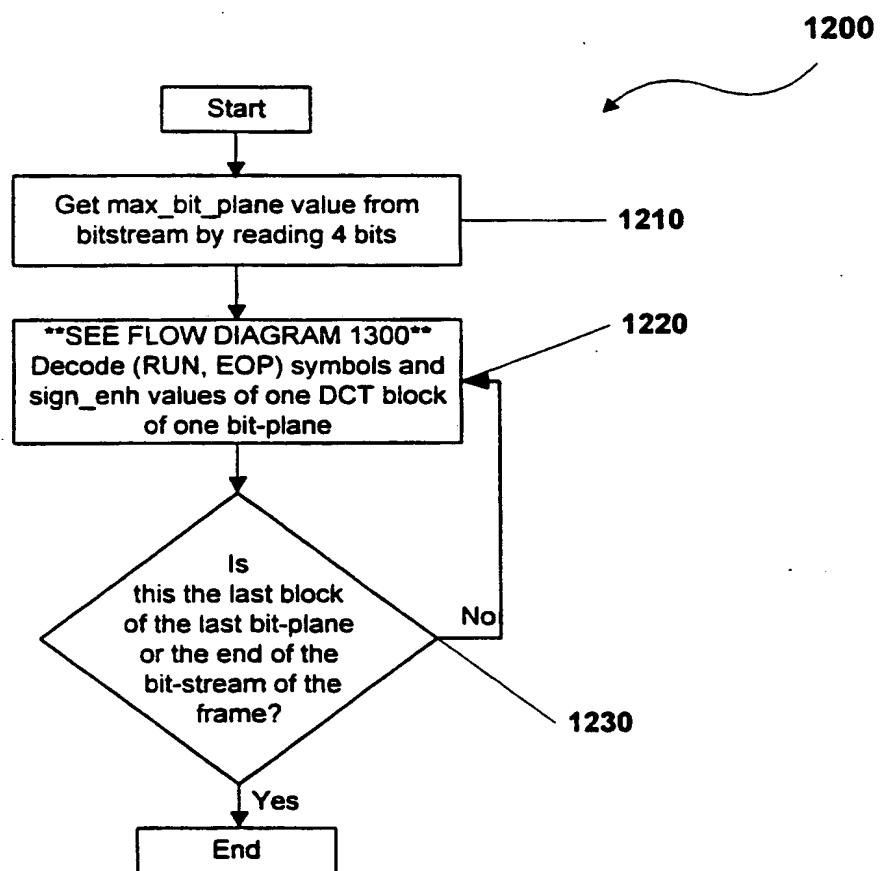 1200
Start
Get max_bit_plane value from
bitstream by reading 4 bits
1210
**SEE FLOW DIAGRAM 1300**
Decode (RUN, EOP) symbols and
sign_enh values of one DCT block
of one bit-plane
1220
Is
this the last block
of the last bit-plane
or the end of the
bit-stream of the
frame?
No
1230
Yes
End